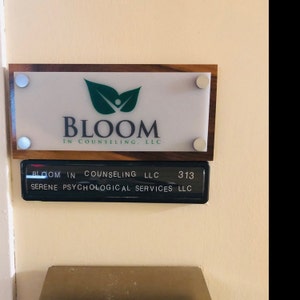 BLOOM
IN COUNSELING, LLC
BLOOM IN COUNSELING LLC 313
SERENE PSYCHOLOGICAL SERVICES LLC